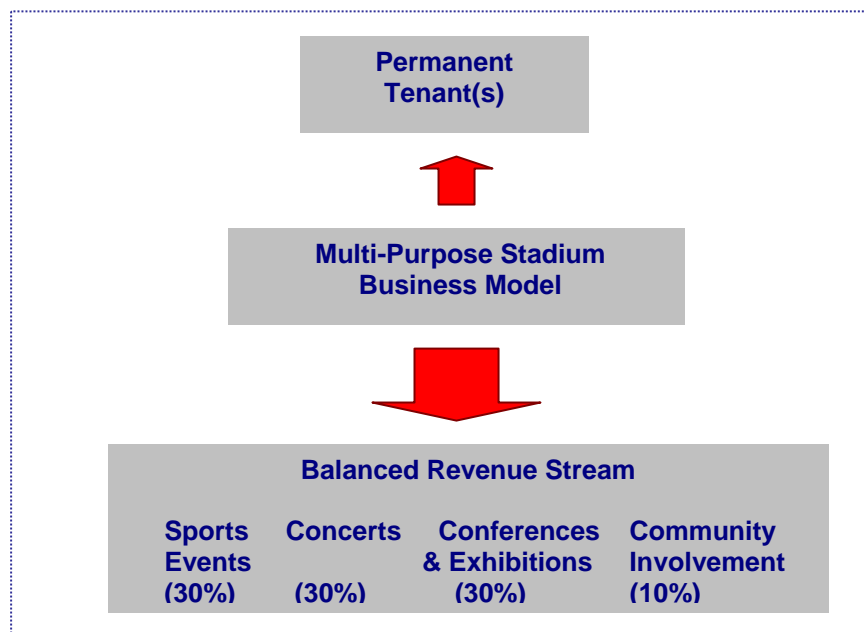 Permanent
Tenant(s)
Multi-Purpose Stadium
Business Model
Balanced Revenue Stream
Sports Concerts Conferences Community
Events & Exhibitions Involvement
(30%) (30%) (30%) (10%)